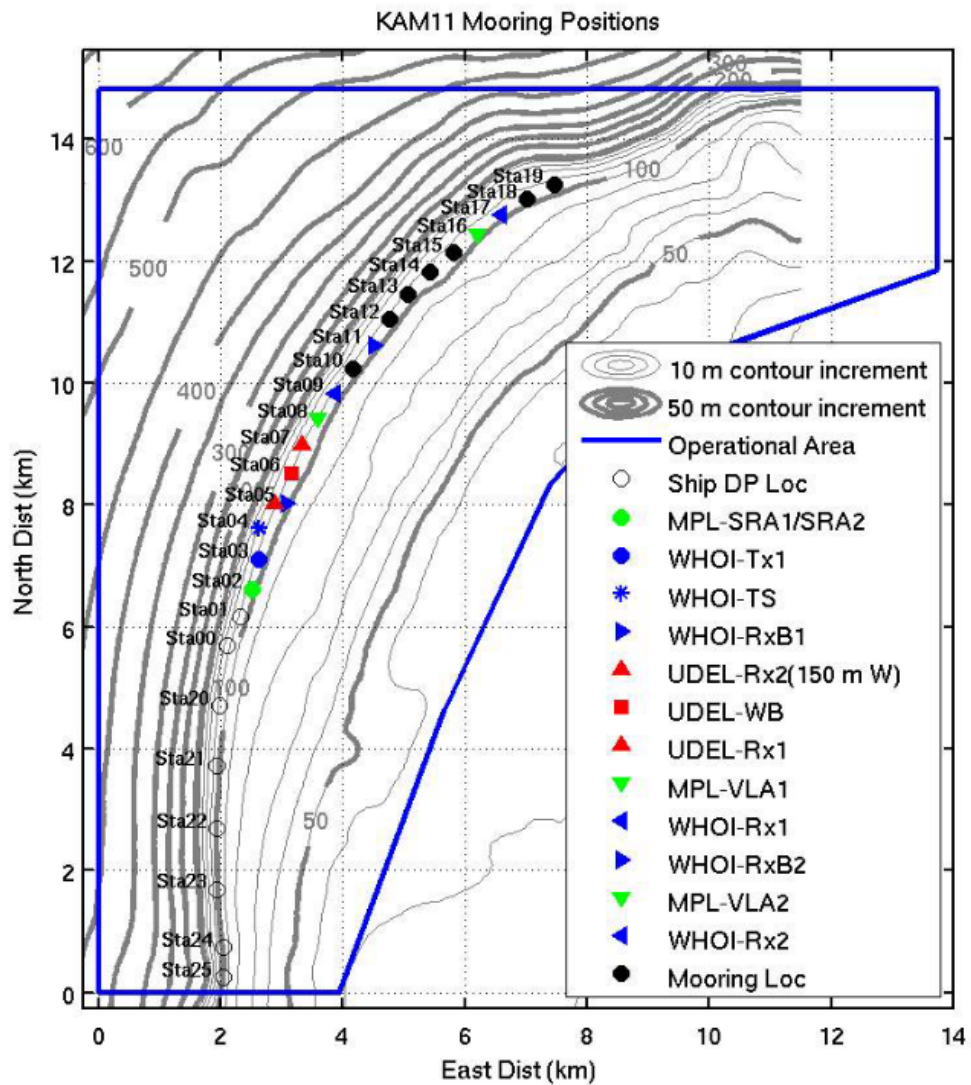 KAM11 Mooring Positions
300
200
14
600
Sta19
100
Sta18
Sta17
Sta16
12
500
Sta15
50
Sta14
Sta13
Sta12
Sta11
Sta10
10
400
Sta09
Sta08
Sta07
300
Sta06
Sta05
8
Sta04
Sta03
Sta02
Sta01
6
Sta00
100
Sta20
4
Sta21
Sta22
50
2
Sta23
Sta24
Sta25
0
10 m contour increment
50 m contour increment
Operational Area
Ship DP Loc
MPL-SRA1/SRA2
WHOI-Tx1
WHOI-TS
WHOI-RxB1
UDEL-Rx2(150 m W)
UDEL-WB
UDEL-Rx1
MPL-VLA1
WHOI-Rx1
WHOI-RxB2
MPL-VLA2
WHOI-Rx2
Mooring Loc
0 2 4 6 8 10 12 14
East Dist (km)
North Dist (km)